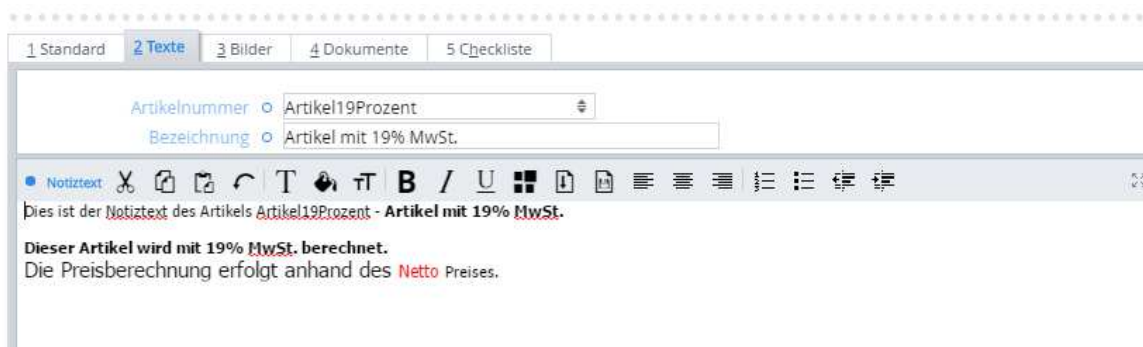 1 Standard 2 Texte 3 Bilder 4 Dokumente 5 Checkliste
Artikelnummer Artikel19Prozent
Bezeichnung Artikel mit 19% MwSt.
Notiztext T TT B I U
Dies ist der Notiztext des Artikels Artikel19Prozent - Artikel mit 19% MwSt.
Dieser Artikel wird mit 19% MwSt. berechnet.
Die Preisberechnung erfolgt anhand des Netto Preises.